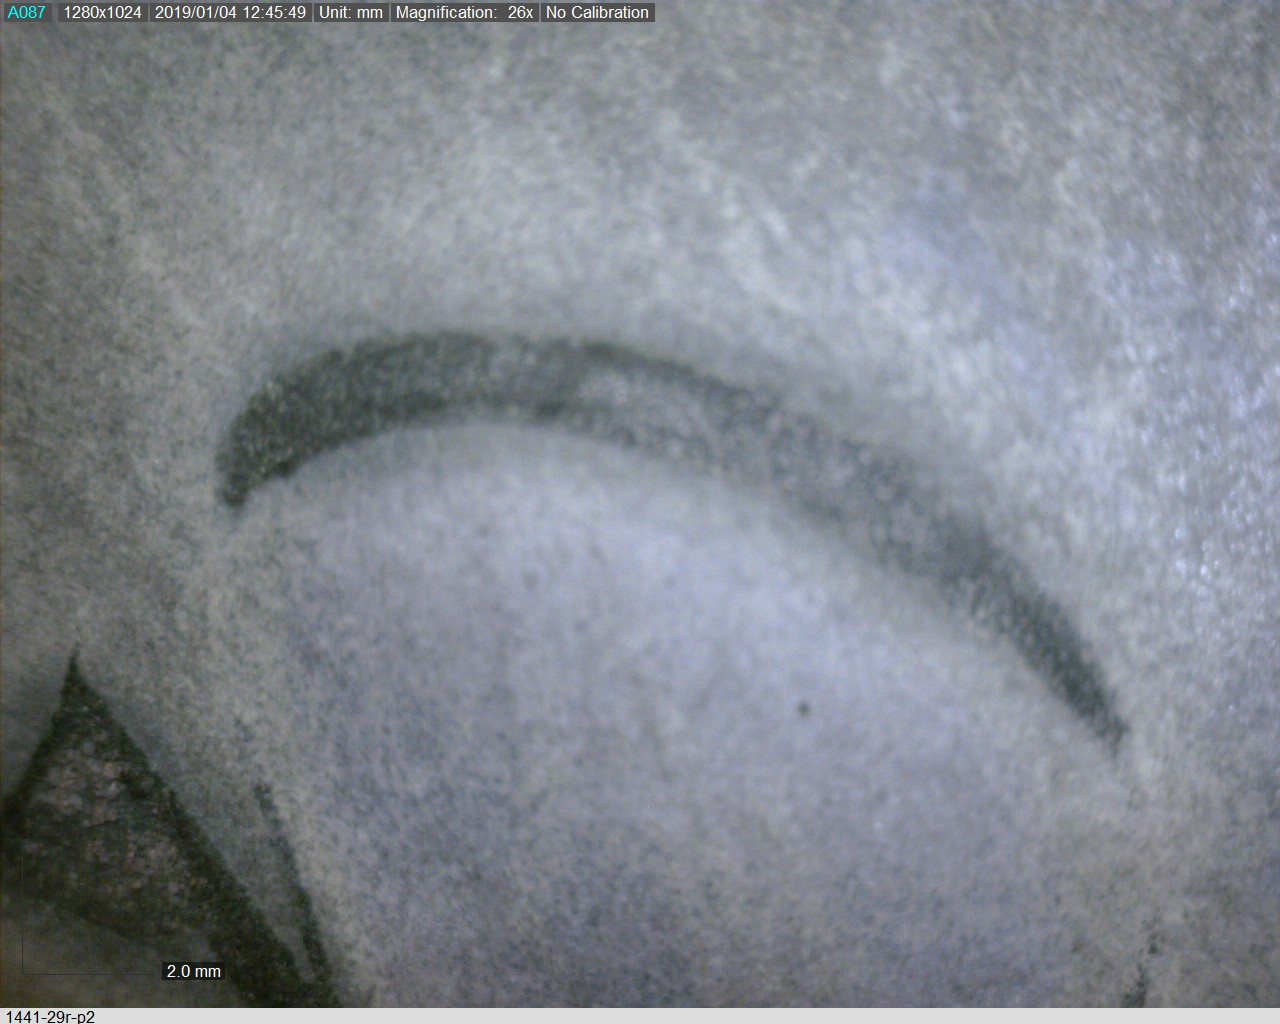 A087 1280x1024 2019/01/04 12:45:49 Unit: mm Magnification: 26x No Calibration
2.0 mm
1441-29r-p2